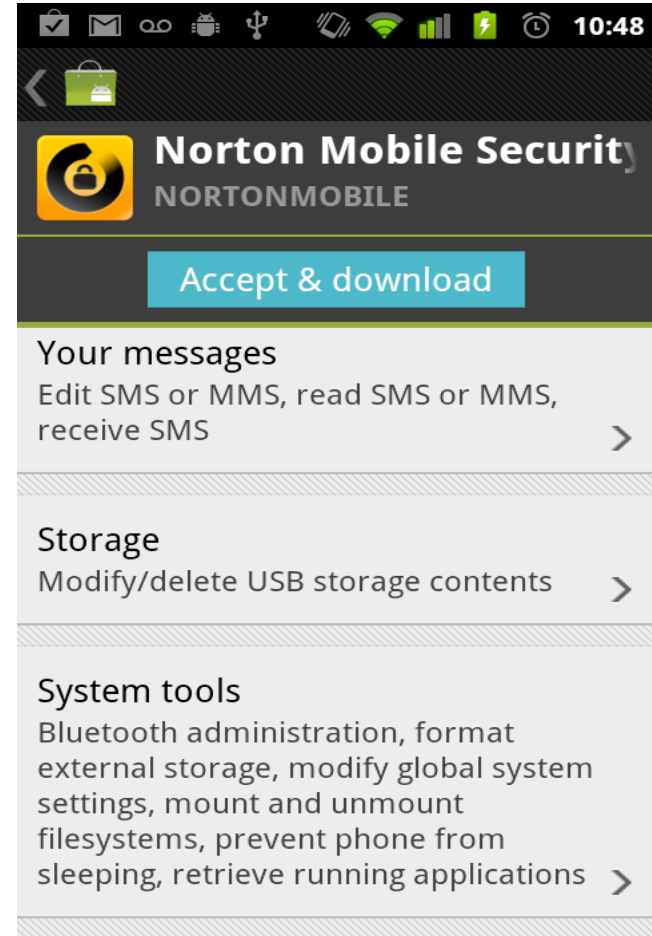 10:48
Norton Mobile Security
NORTONMOBILE
Accept & download
Your messages
Edit SMS or MMS, read SMS or MMS,
receive SMS
Storage
Modify/delete USB storage contents
System tools
Bluetooth administration, format
external storage, modify global system
settings, mount and unmount
filesystems, prevent phone from
sleeping, retrieve running applications